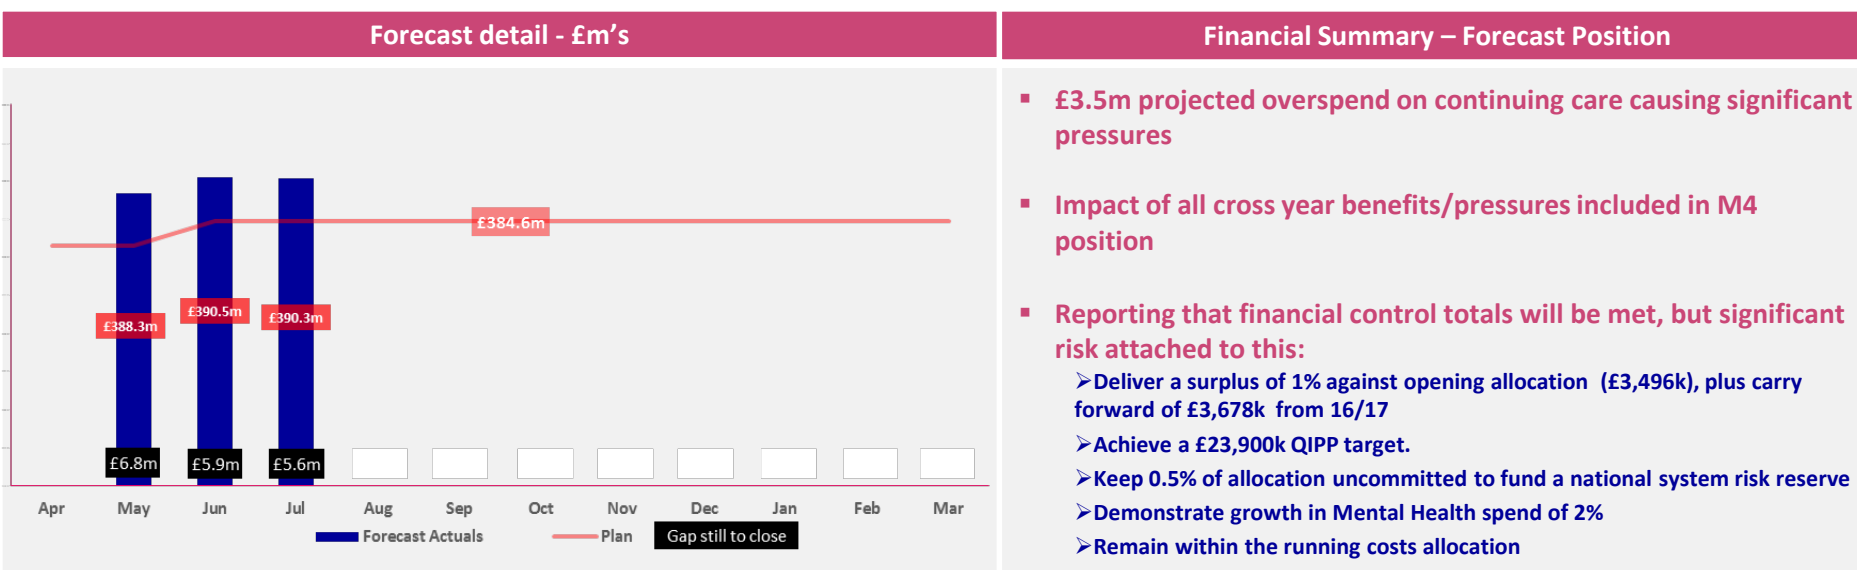 Forecast detail - £m’s
£384.6m
£388.3m
£390.5m
£390.3m
£6.8m
£5.9m
£5.6m
Apr May Jun Jul Aug Sep Oct Nov Dec Jan Feb Mar
Forecast Actuals Plan Gap still to close
Financial Summary – Forecast Position
▪ £3.5m projected overspend on continuing care causing significant
pressures
▪ Impact of all cross year benefits/pressures included in M4
position
▪ Reporting that financial control totals will be met, but significant
risk attached to this:
➢Deliver a surplus of 1% against opening allocation (£3,496k), plus carry
forward of £3,678k from 16/17
➢Achieve a £23,900k QIPP target.
➢Keep 0.5% of allocation uncommitted to fund a national system risk reserve
➢Demonstrate growth in Mental Health spend of 2%
➢Remain within the running costs allocation